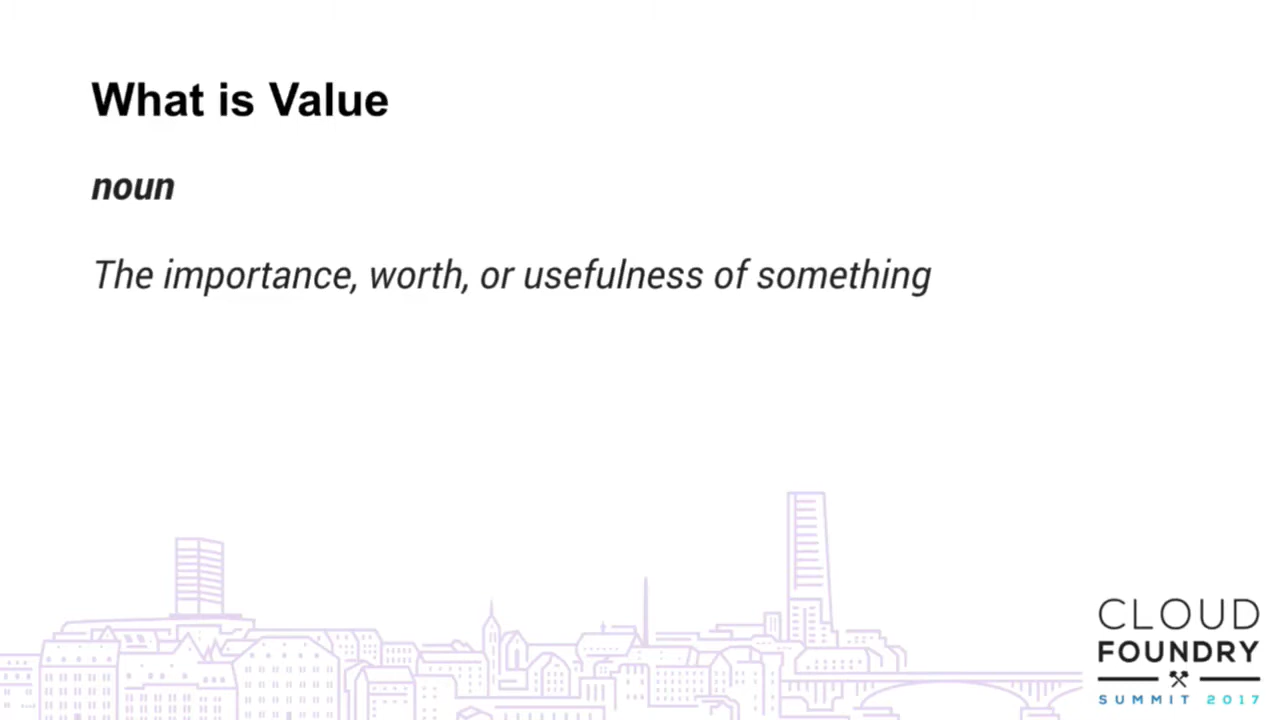 What is Value
noun
The importance, worth, or usefulness of something
CLOUD
FOUNDRY
SUMMIT 2017